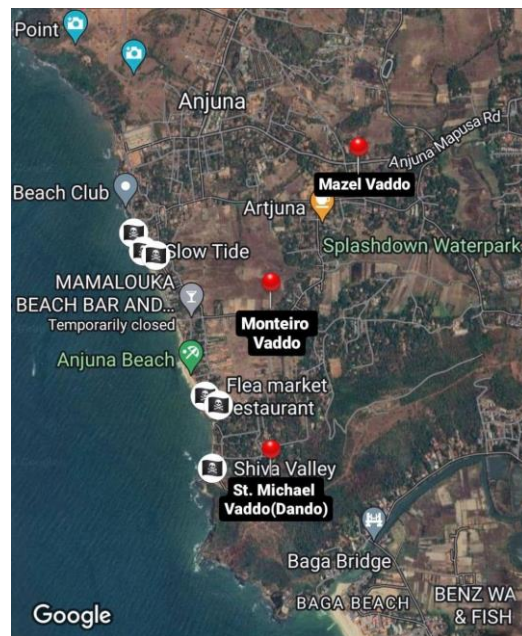 Point
Anjuna
Anjuna Mapusa Rd
Mazel Vaddo
Beach Club
Artjuna
Slow Tide
Splashdown Waterpark
MAMALOUKA
BEACH BAR AND...
Temporarily closed
Monteiro
Vaddo
Anjuna Beach
Flea market
estaurant
Shiva Valley
St. Michael
Vaddo(Dando)
Baga Bridge
BAGA BEACH
BENZ WA
& FISH
Google